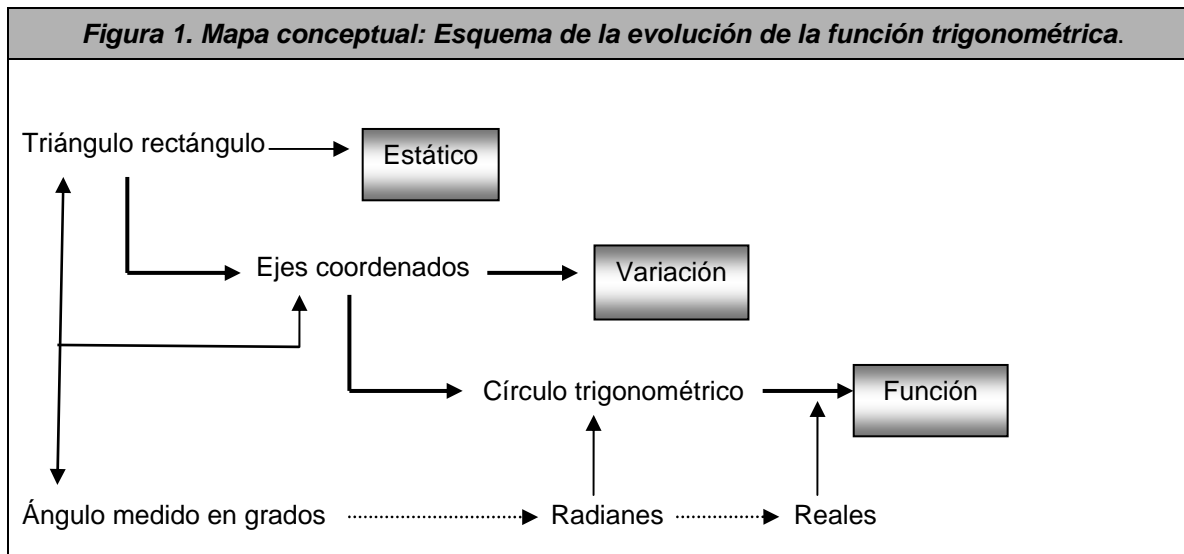 Figura 1. Mapa conceptual: Esquema de la evolución de la función trigonométrica.
Triángulo rectángulo
Estático
Ejes coordenados
Variación
Círculo trigonométrico
Función
Ángulo medido en grados
Radianes
Reales